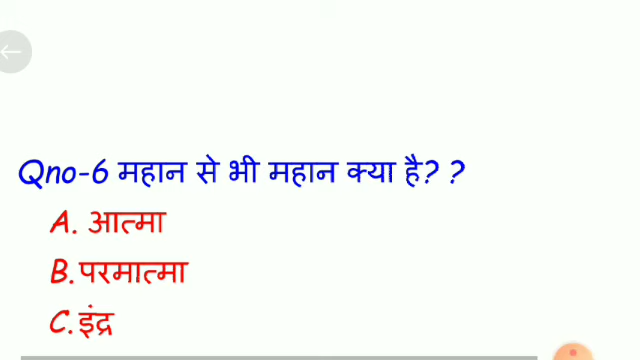 Qno-6 महान से भी महान क्या है? ?
A. आत्मा
B. परमात्मा
C. इंद्र